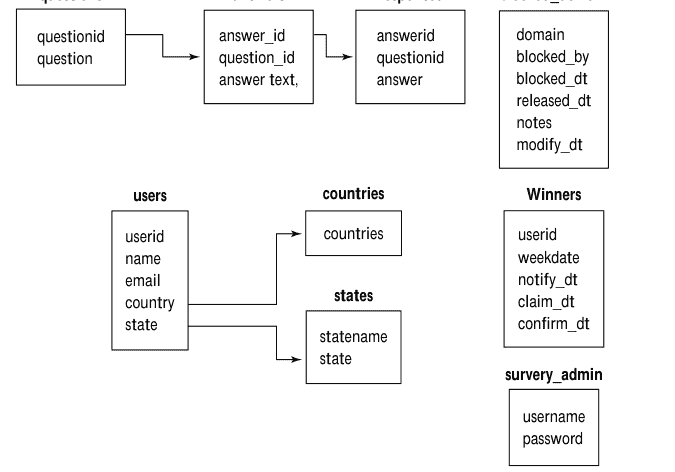 questionid
question
answer_id
question_id
answer text,
answerid
questionid
answer
domain
blocked_by
blocked_dt
released_dt
notes
modify_dt
users
userid
name
email
country
state
countries
countries
states
statename
state
Winners
userid
weekdate
notify_dt
claim_dt
confirm_dt
survery_admin
username
password